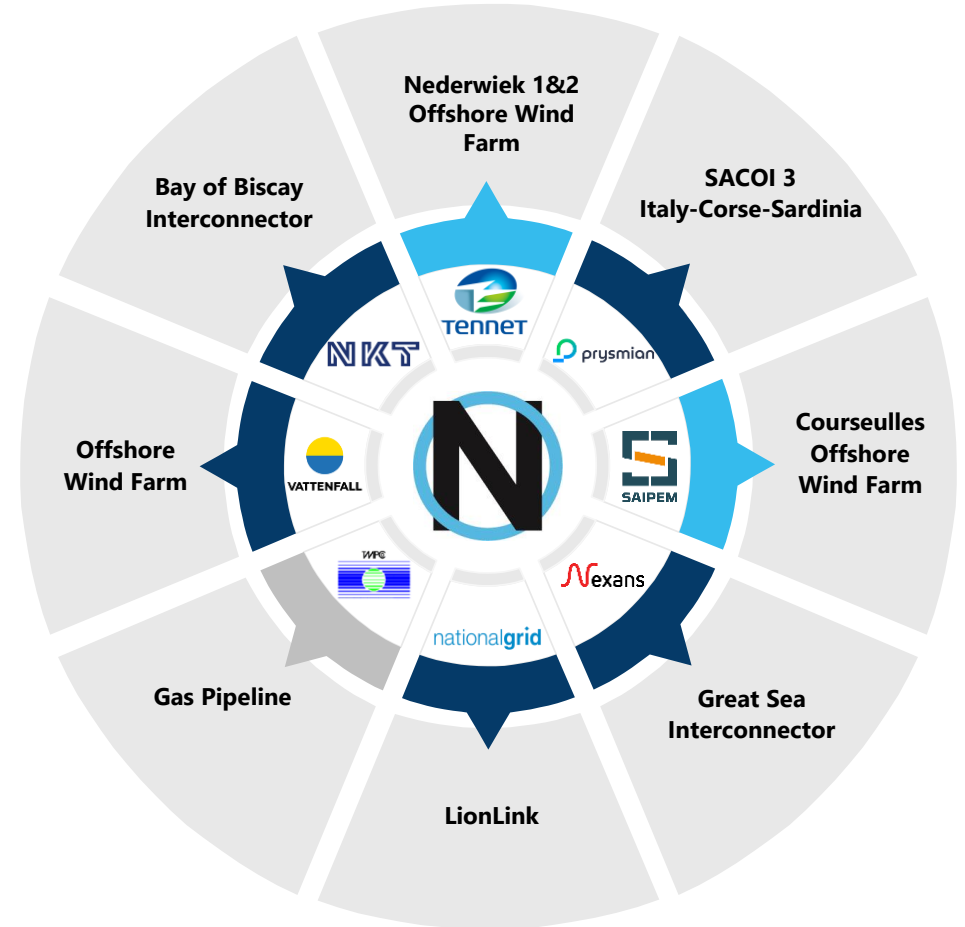 Nederwiek 1&2
Offshore Wind
Farm
SACOI 3
Italy-Corse-Sardinia
Courseulles
Offshore
Wind Farm
Great Sea
Interconnector
LionLink
Gas Pipeline
Offshore
Wind Farm
Bay of Biscay
Interconnector
TenneT
prysmian
SAIPEM
Nexans
nationalgrid
VATTENFALL
NKT
N